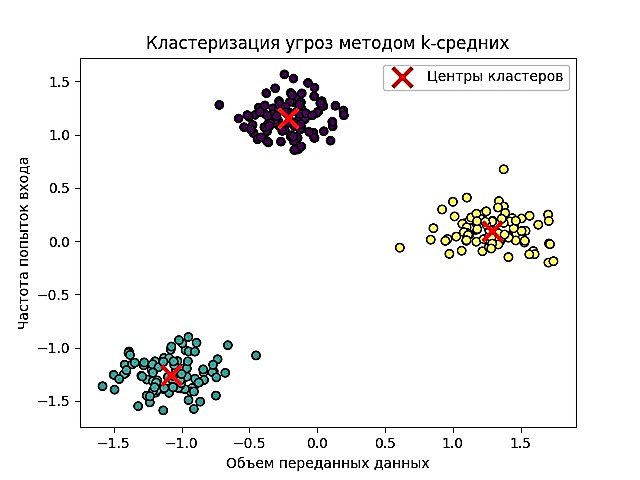 Кластеризация угроз методом k-средних
Центры кластеров
1.5
1.0
0.5
0.0
−0.5
−1.0
−1.5
Частота попыток входа
−1.5 −1.0 −0.5 0.0 0.5 1.0 1.5
Объем переданных данных